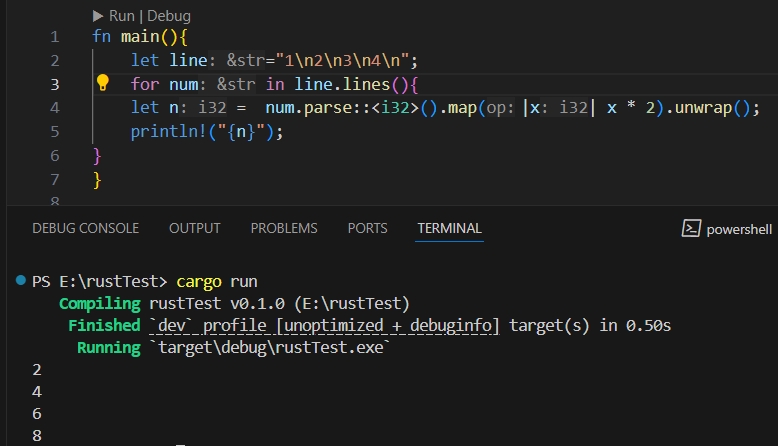 ▶ Run | Debug
1 fn main(){
2 let line: &str="1\n2\n3\n4\n";
3 for num: &str in line.lines(){
4 let n: i32 =  num.parse::<i32>().map(op: |x: i32| x * 2).unwrap();
5 println!("{n}");
6 }
7 }
8
DEBUG CONSOLE OUTPUT PROBLEMS PORTS TERMINAL powershell
PS E:\rustTest> cargo run
Compiling rustTest v0.1.0 (E:\rustTest)
Finished `dev` profile [unoptimized + debuginfo] target(s) in 0.50s
Running `target\debug\rustTest.exe`
2
4
6
8